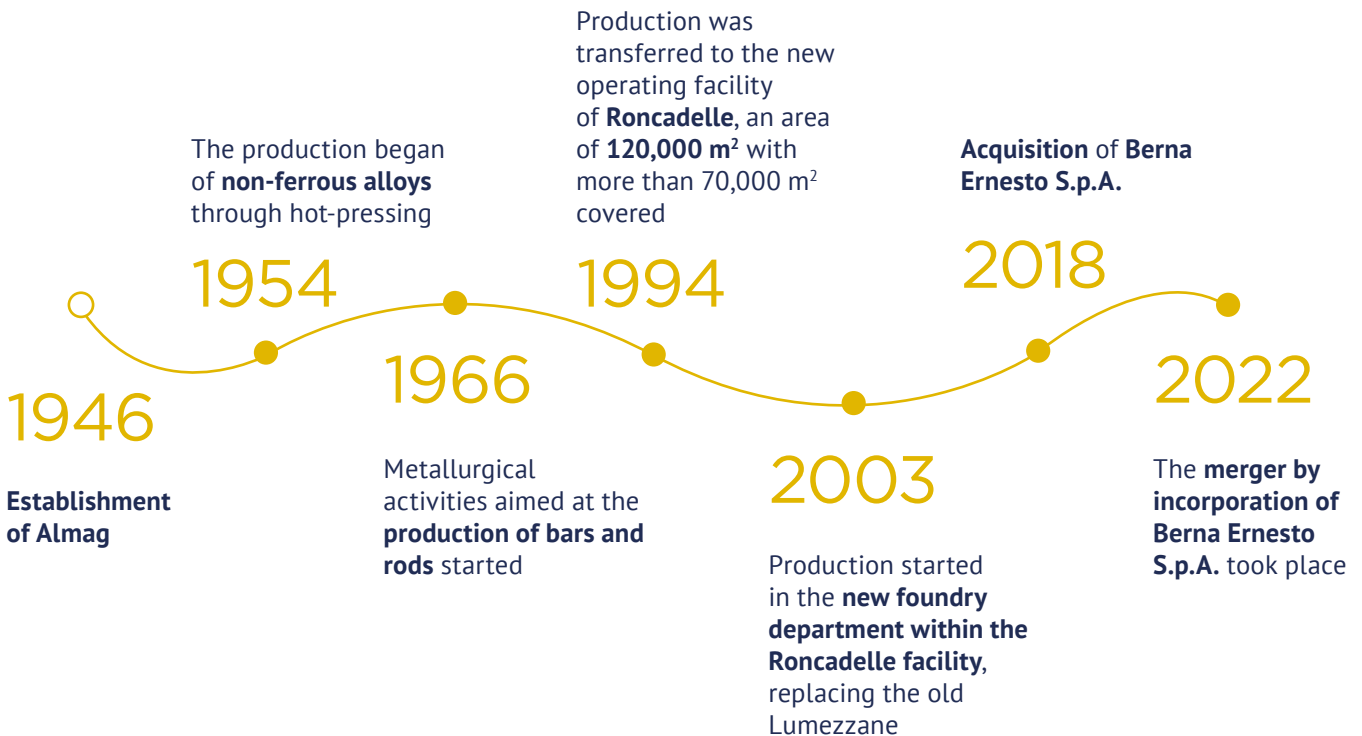 1946
Establishment
of Almag
The production began
of non-ferrous alloys
through hot-pressing
1954
1966
Metallurgical
activities aimed at the
production of bars and
rods started
Production was
transferred to the new
operating facility
of Roncadelle, an area
of 120,000 m² with
more than 70,000 m²
covered
1994
2003
Production started
in the new foundry
department within the
Roncadelle facility,
replacing the old
Lumezzane
Acquisition of Berna
Ernesto S.p.A.
2018
2022
The merger by
incorporation of
Berna Ernesto
S.p.A. took place